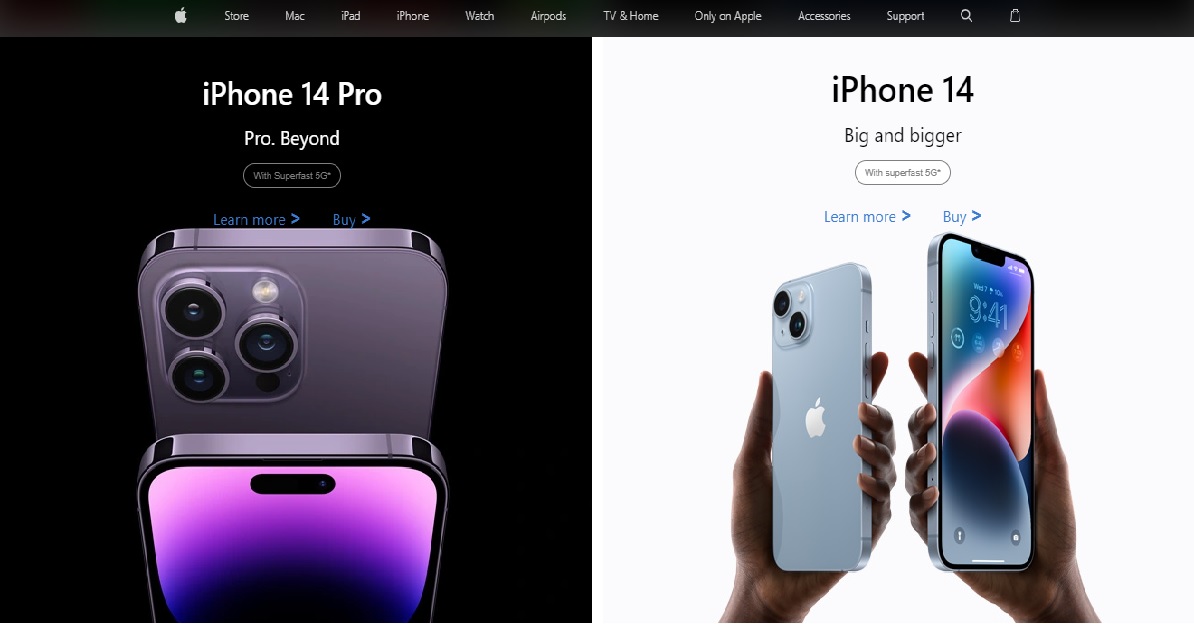 Store Mac iPad iPhone Watch Airpods TV & Home Only on Apple Accessories Support
iPhone 14 Pro
Pro. Beyond
With Superfast 5G*
Learn more > Buy >
iPhone 14
Big and bigger
With superfast 5G*
Learn more > Buy >
9:41